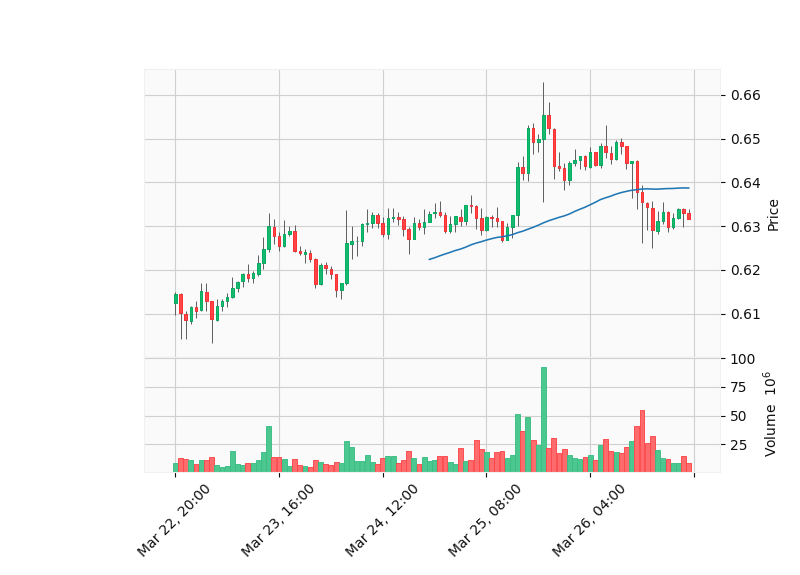 0.66
0.65
0.64
0.63
0.62
0.61
Price
100
75
50
25
Volume 10⁶
Mar 22, 20:00
Mar 23, 16:00
Mar 24, 12:00
Mar 25, 08:00
Mar 26, 04:00